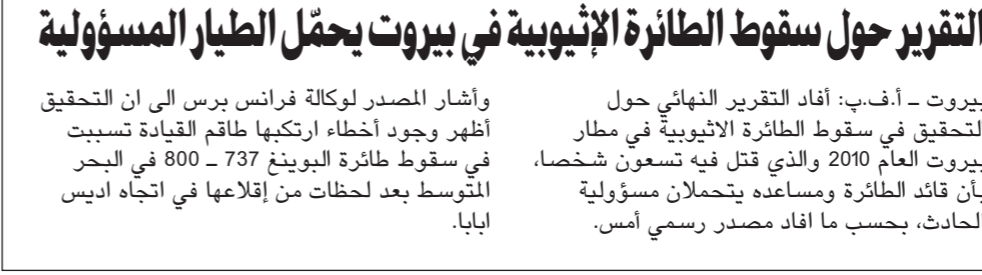 التقرير حول سقوط الطائرة الإثيوبية في بيروت يحمّل الطيار المسؤولية
بيروت ــ أ.ف.پ: أفاد التقرير النهائي حول
التحقيق في سقوط الطائرة الاثيوبية في مطار
بيروت العام 2010 والذي قتل فيه تسعون شخصا،
بأن قائد الطائرة ومساعده يتحملان مسؤولية
الحادث، بحسب ما افاد مصدر رسمي أمس.
وأشار المصدر لوكالة فرانس برس الى ان التحقيق
أظهر وجود أخطاء ارتكبها طاقم القيادة تسببت
في سقوط طائرة البوينغ 737 ــ 800 في البحر
المتوسط بعد لحظات من إقلاعها في اتجاه اديس
ابابا.